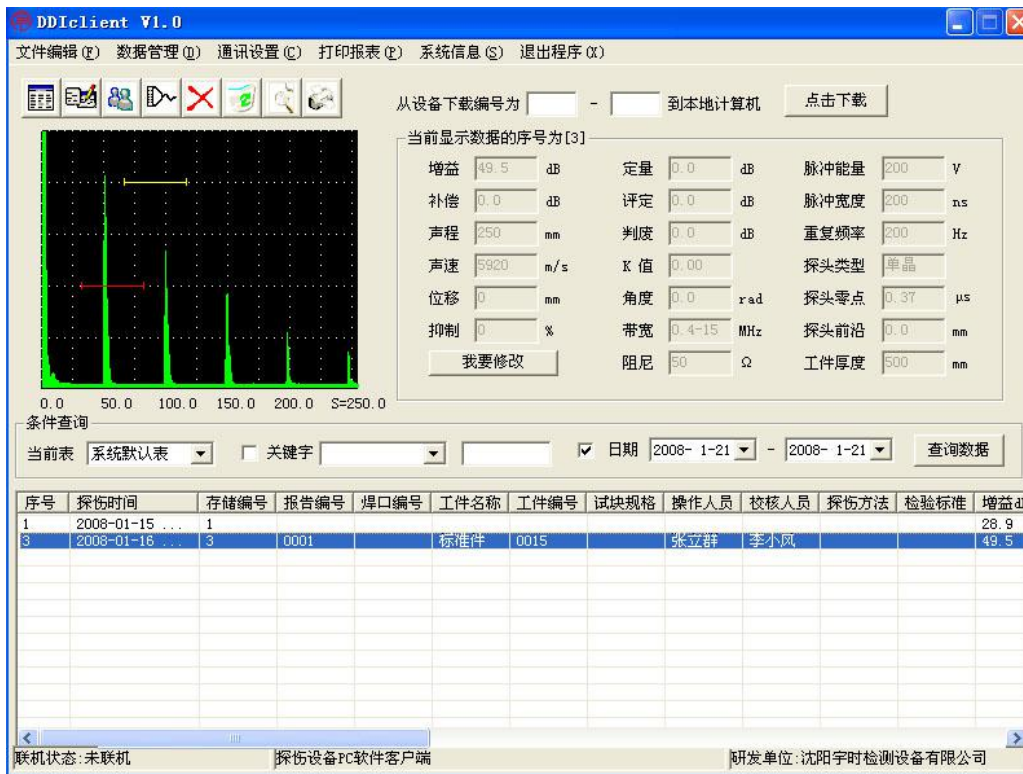 DDIclient V1.0
文件编辑(F) 数据管理(D) 通讯设置(C) 打印报表(P) 系统信息(S) 退出程序(X)
从设备下载编号为 - 到本地计算机 点击下载
当前显示数据的序号为[3]
增益 49.5 dB 定量 0.0 dB 脉冲能量 200 V
补偿 0.0 dB 评定 0.0 dB 脉冲宽度 200 ns
声程 250 mm 判废 0.0 dB 重复频率 200 Hz
声速 5920 m/s K 值 0.00 探头类型 单晶
位移 0 mm 角度 0.0 rad 探头零点 0.37 μs
抑制 0 % 带宽 0.4-15 MHz 探头前沿 0.0 mm
我要修改 阻尼 50 Ω 工件厚度 500 mm
0.0 50.0 100.0 150.0 200.0 S=250.0
条件查询
当前表 系统默认表 关键字 日期 2008- 1-21 - 2008- 1-21 查询数据
序号 探伤时间 存储编号 报告编号 焊口编号 工件名称 工件编号 试块规格 操作人员 校核人员 探伤方法 检验标准 增益d
1 2008-01-15 ... 1 28.9
3 2008-01-16 ... 3 0001 标准件 0015 张立群 李小风 49.5
联机状态:未联机 探伤设备PC软件客户端 研发单位:沈阳宇时检测设备有限公司